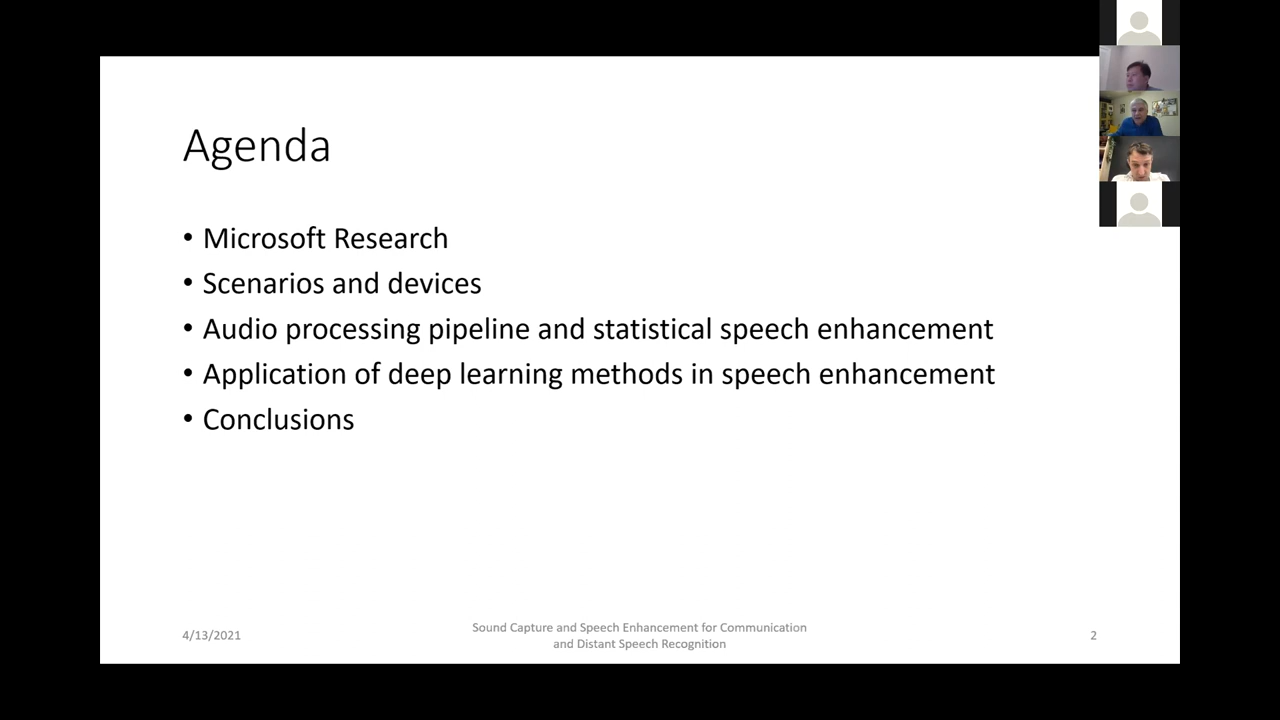 Agenda
• Microsoft Research
• Scenarios and devices
• Audio processing pipeline and statistical speech enhancement
• Application of deep learning methods in speech enhancement
• Conclusions
4/13/2021
Sound Capture and Speech Enhancement for Communication
and Distant Speech Recognition
2